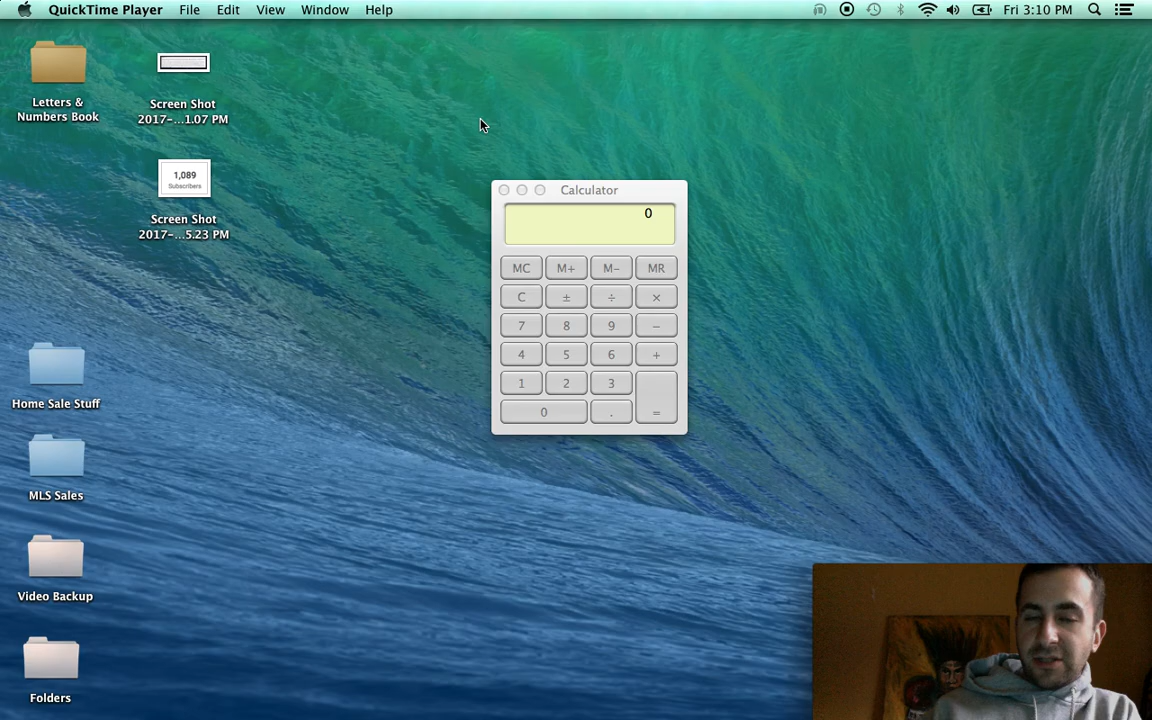 QuickTime Player File Edit View Window Help Fri 3:10 PM
Letters &
Numbers Book
Screen Shot
2017-...1.07 PM
1,089
Subscribers
Screen Shot
2017-...5.23 PM
Home Sale Stuff
MLS Sales
Video Backup
Folders
Calculator
0
MC M+ M- MR
C ± ÷ ×
7 8 9 −
4 5 6 +
1 2 3
0 . =